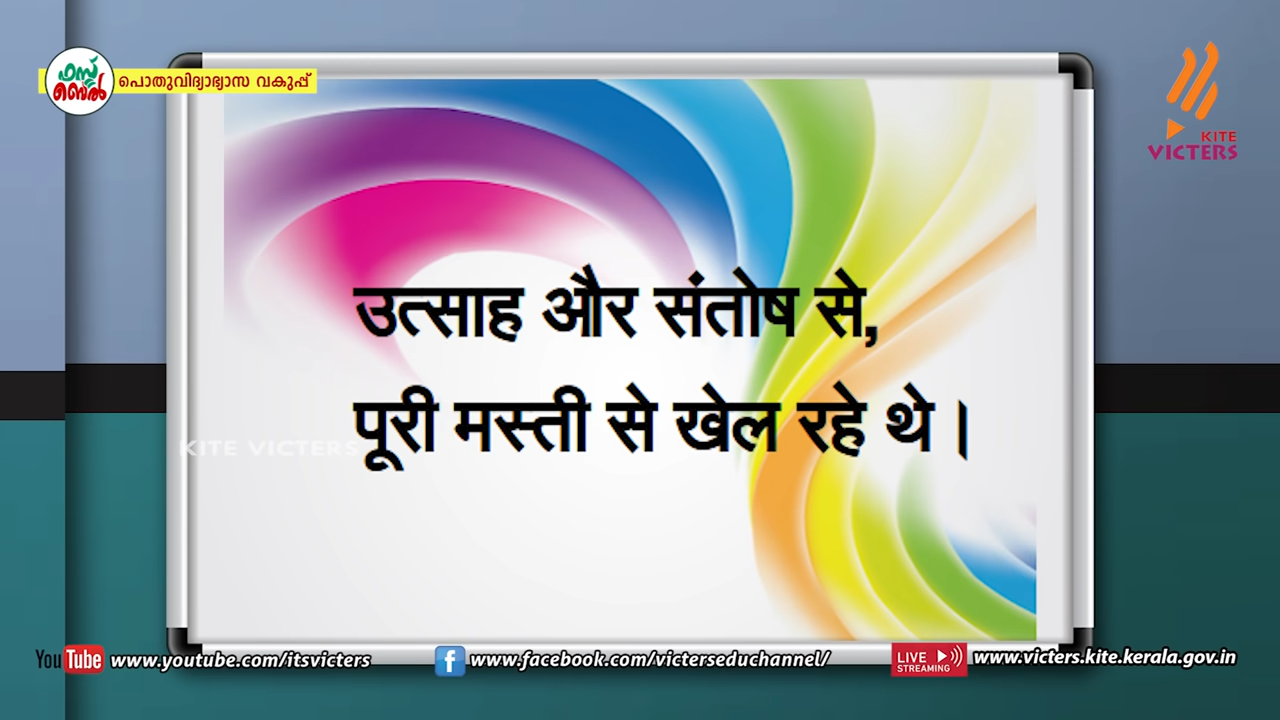 ഫസ്റ്റ് ബെൽ
പൊതുവിദ്യാഭ്യാസ വകുപ്പ്
KITE
VICTERS
उत्साह और संतोष से,
पूरी मस्ती से खेल रहे थे।
KITE VICTERS
YouTube www.youtube.com/itsvicters
f www.facebook.com/victerseduchannel/
LIVE STREAMING www.victers.kite.kerala.gov.in